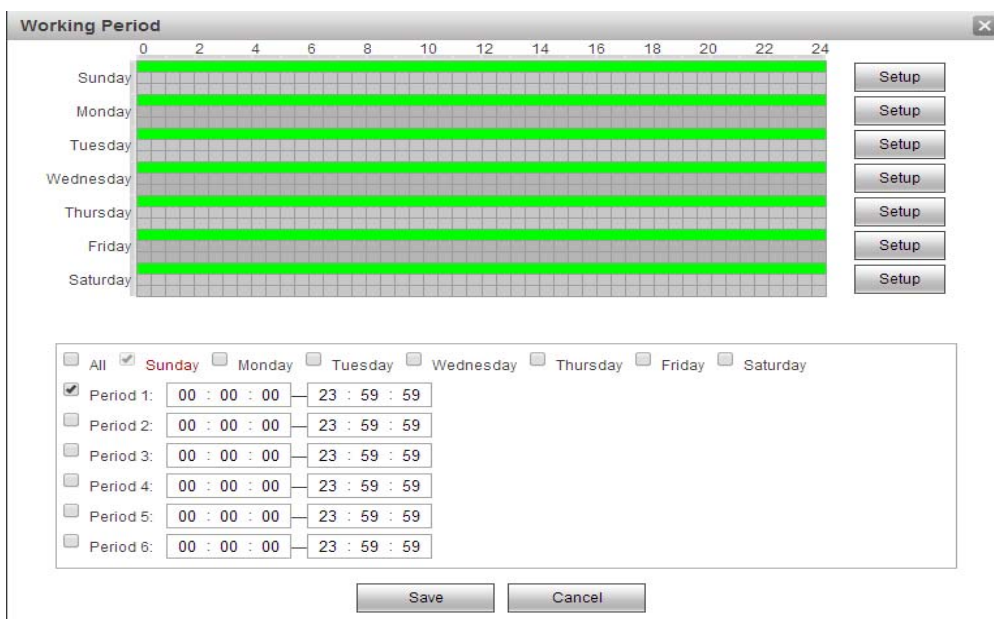 Working Period
0 2 4 6 8 10 12 14 16 18 20 22 24
Sunday Setup
Monday Setup
Tuesday Setup
Wednesday Setup
Thursday Setup
Friday Setup
Saturday Setup
All Sunday Monday Tuesday Wednesday Thursday Friday Saturday
Period 1: 00 : 00 : 00 — 23 : 59 : 59
Period 2: 00 : 00 : 00 — 23 : 59 : 59
Period 3: 00 : 00 : 00 — 23 : 59 : 59
Period 4: 00 : 00 : 00 — 23 : 59 : 59
Period 5: 00 : 00 : 00 — 23 : 59 : 59
Period 6: 00 : 00 : 00 — 23 : 59 : 59
Save Cancel